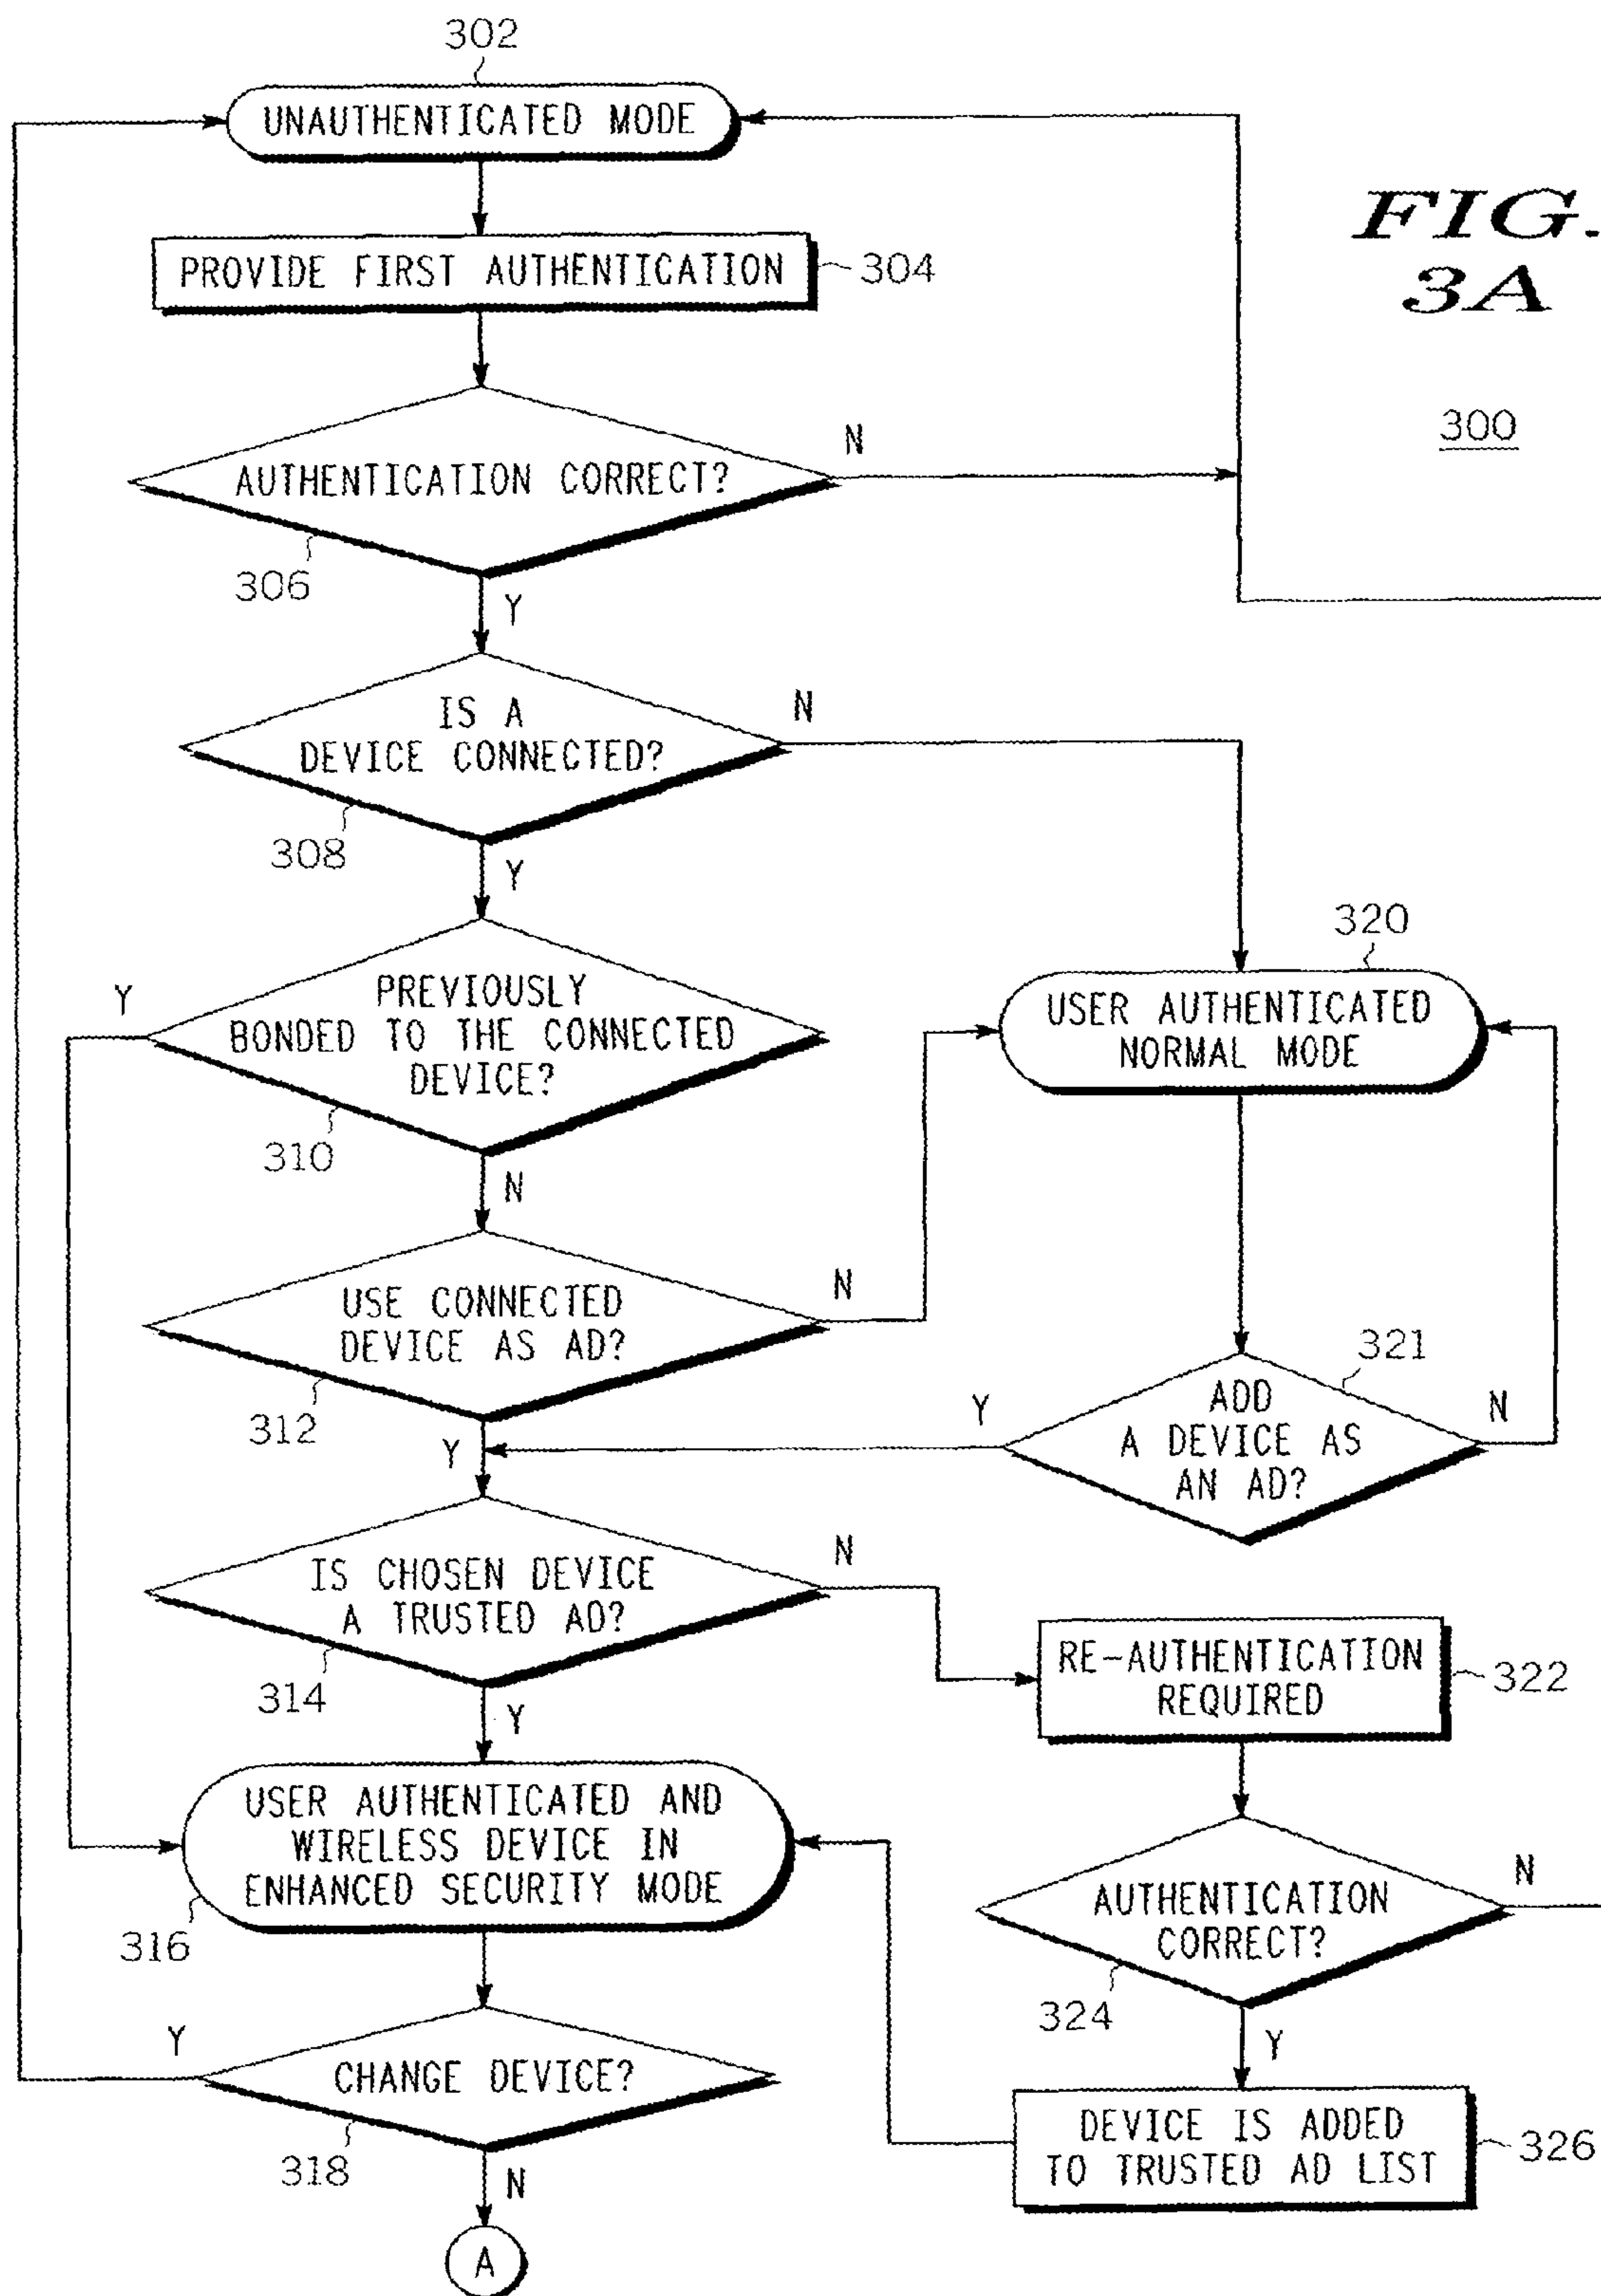 302
UNAUTHENTICATED MODE
FIG.
3A
300
PROVIDE FIRST AUTHENTICATION
304
AUTHENTICATION CORRECT?
N
306
Y
IS A
DEVICE CONNECTED?
N
308
Y
PREVIOUSLY
BONDED TO THE CONNECTED
DEVICE?
Y
310
N
320
USER AUTHENTICATED
NORMAL MODE
USE CONNECTED
DEVICE AS AD?
N
312
Y
321
ADD
A DEVICE AS
AN AD?
Y
N
IS CHOSEN DEVICE
A TRUSTED AD?
N
314
Y
RE-AUTHENTICATION
REQUIRED
322
USER AUTHENTICATED AND
WIRELESS DEVICE IN
ENHANCED SECURITY MODE
316
AUTHENTICATION
CORRECT?
N
324
Y
CHANGE DEVICE?
Y
318
N
DEVICE IS ADDED
TO TRUSTED AD LIST
326
A